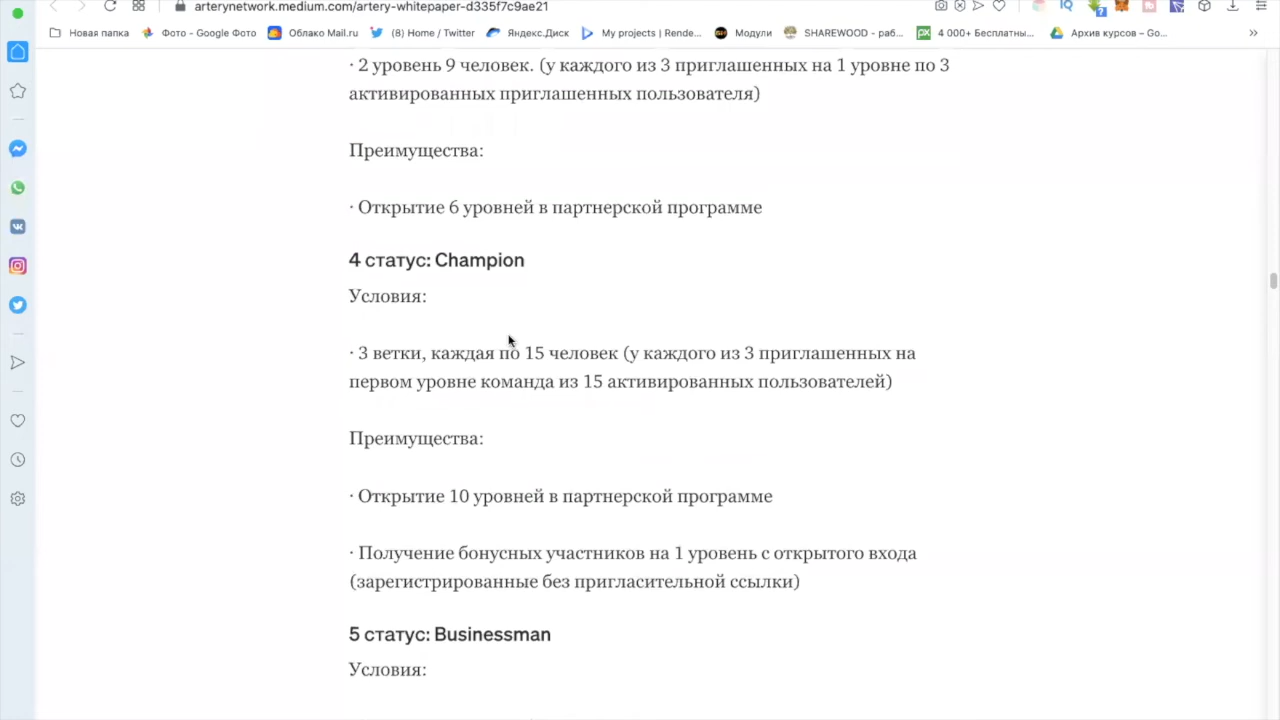 arterynetwork.medium.com/artery-whitepaper-d335f7c9ae21
Новая папка
Фото - Google Фото
Облако Mail.ru
(8) Home / Twitter
Яндекс.Диск
My projects | Rende...
Модули
SHAREWOOD - раб...
4 000+ Бесплатны...
Архив курсов – Go...
· 2 уровень 9 человек. (у каждого из 3 приглашенных на 1 уровне по 3
активированных приглашенных пользователя)
Преимущества:
· Открытие 6 уровней в партнерской программе
4 статус: Champion
Условия:
· 3 ветки, каждая по 15 человек (у каждого из 3 приглашенных на
первом уровне команда из 15 активированных пользователей)
Преимущества:
· Открытие 10 уровней в партнерской программе
· Получение бонусных участников на 1 уровень с открытого входа
(зарегистрированные без пригласительной ссылки)
5 статус: Businessman
Условия: